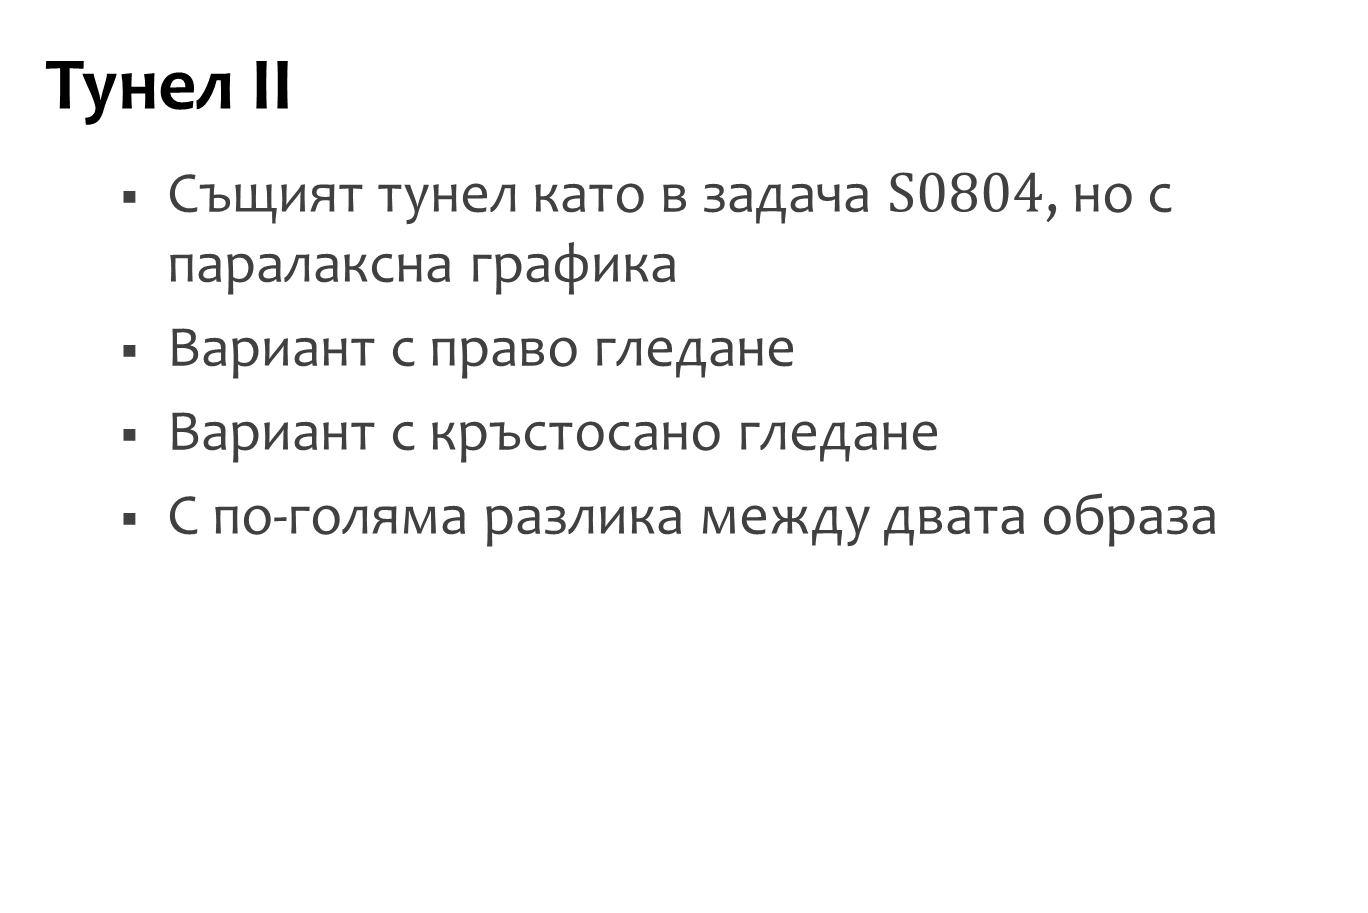 Тунел II
▪ Същият тунел като в задача S0804, но с
паралаксна графика
▪ Вариант с право гледане
▪ Вариант с кръстосано гледане
▪ С по-голяма разлика между двата образа